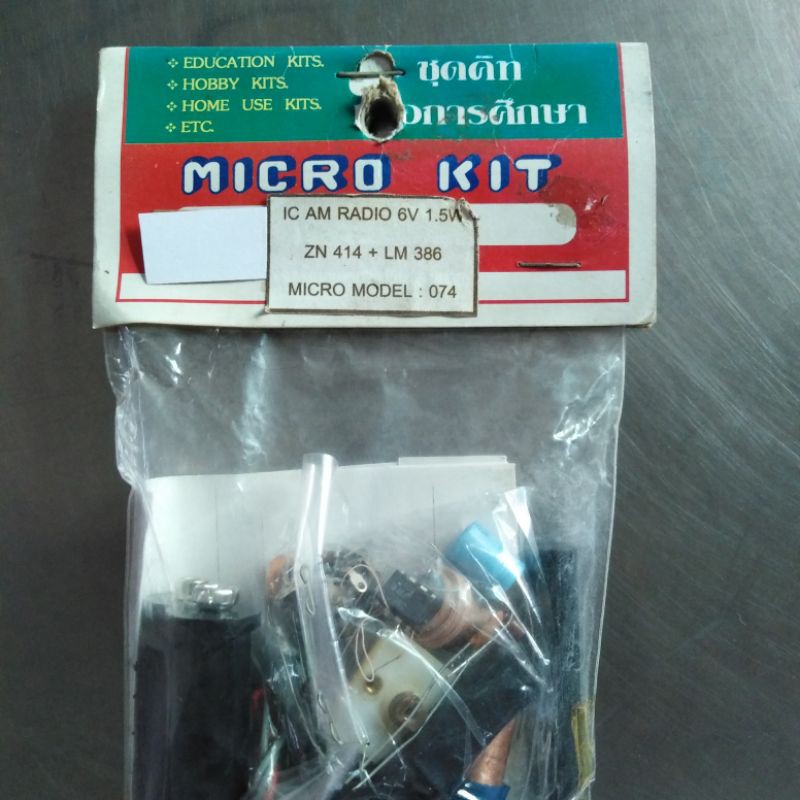 ❖ EDUCATION KITS.
❖ HOBBY KITS.
❖ HOME USE KITS.
❖ ETC.
ชุดคิท
การศึกษา
MICRO KIT
IC AM RADIO 6V 1.5W
ZN 414 + LM 386
MICRO MODEL : 074